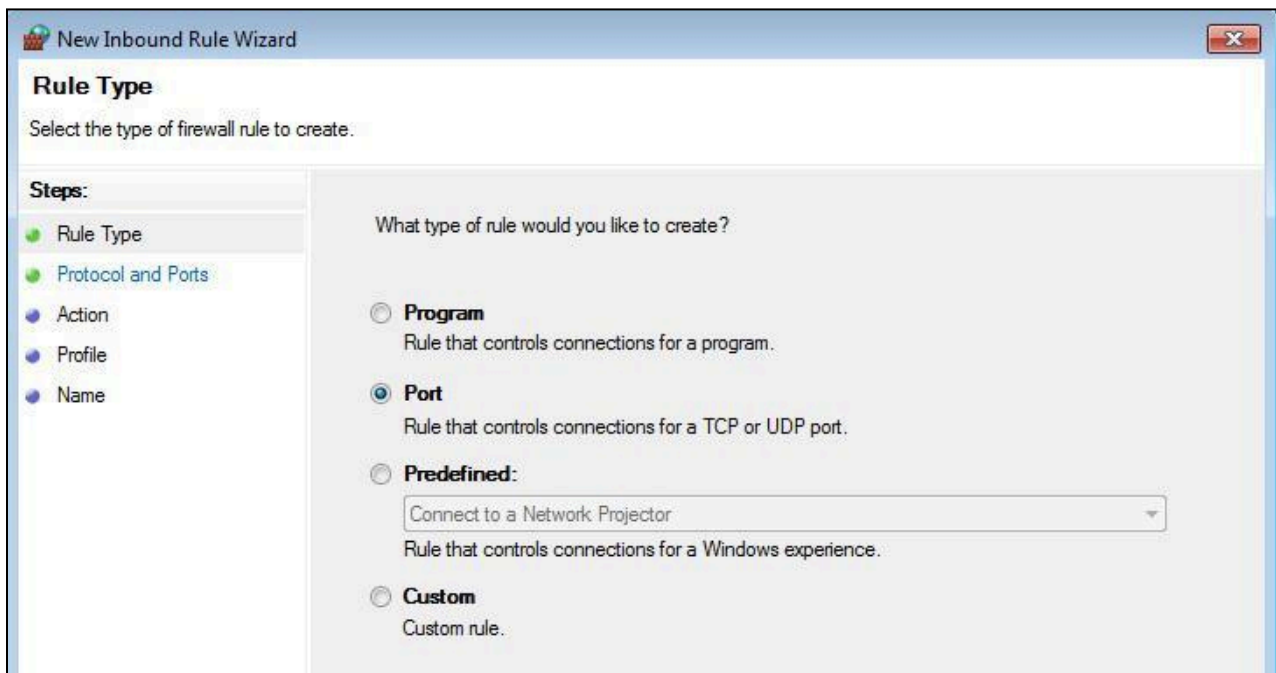 New Inbound Rule Wizard
Rule Type
Select the type of firewall rule to create.
Steps:
Rule Type
Protocol and Ports
Action
Profile
Name
What type of rule would you like to create?
Program
Rule that controls connections for a program.
Port
Rule that controls connections for a TCP or UDP port.
Predefined:
Connect to a Network Projector
Rule that controls connections for a Windows experience.
Custom
Custom rule.